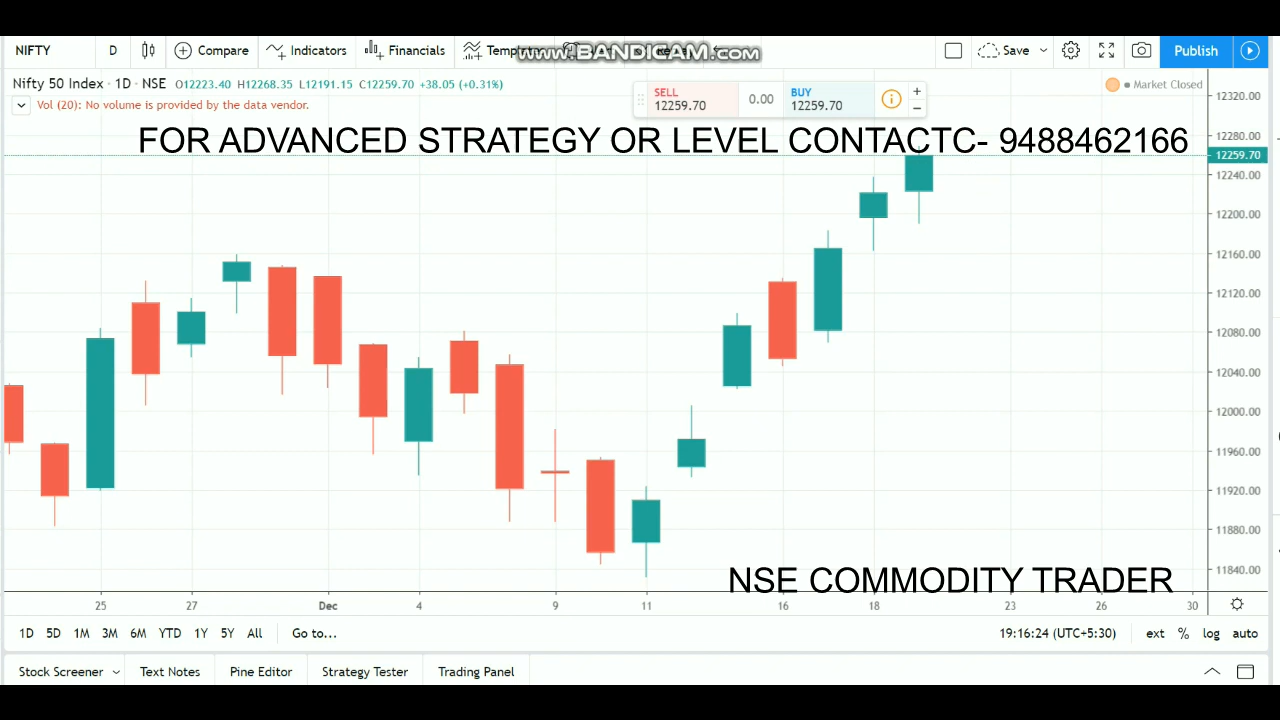 www.BANDICAM.com
NIFTY D Compare Indicators Financials Save Publish
Nifty 50 Index · 1D · NSE O12223.40 H12268.35 L12191.15 C12259.70 +38.05 (+0.31%)
Market Closed
Vol (20): No volume is provided by the data vendor.
SELL
12259.70
0.00
BUY
12259.70
FOR ADVANCED STRATEGY OR LEVEL CONTACTC- 9488462166
12320.00
12280.00
12259.70
12240.00
12200.00
12160.00
12120.00
12080.00
12040.00
12000.00
11960.00
11920.00
11880.00
11840.00
NSE COMMODITY TRADER
25 27 Dec 4 9 11 16 18 23 26 30
1D 5D 1M 3M 6M YTD 1Y 5Y All Go to... 19:16:24 (UTC+5:30) ext % log auto
Stock Screener Text Notes Pine Editor Strategy Tester Trading Panel